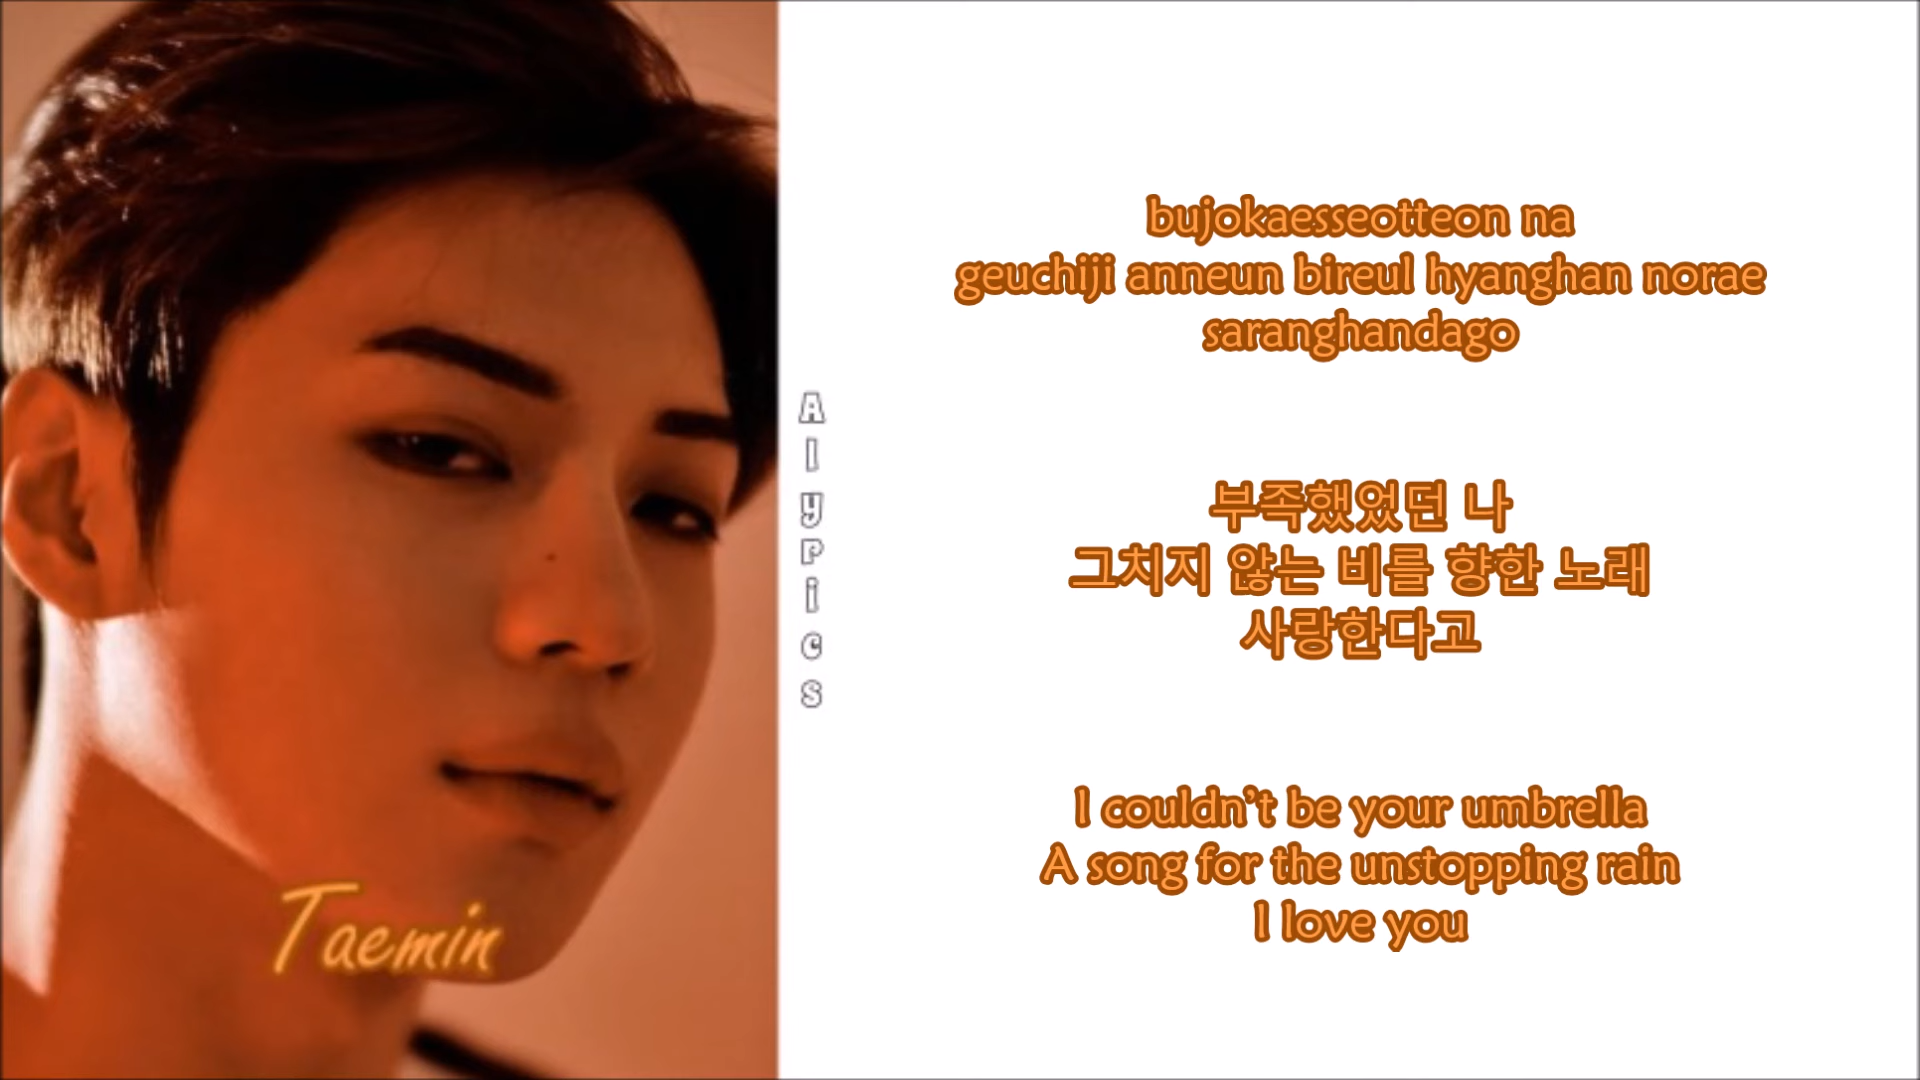 Taemin
AlyPics
bujokaesseotteon na
geuchiji anneun bireul hyanghan norae
saranghandago
부족했었던 나
그치지 않는 비를 향한 노래
사랑한다고
I couldn't be your umbrella
A song for the unstopping rain
I love you